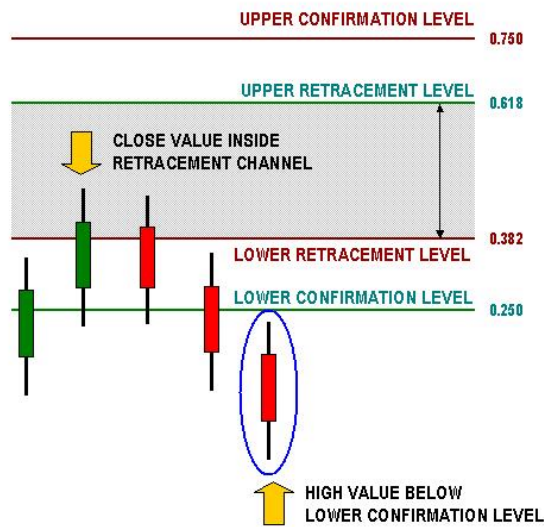 UPPER CONFIRMATION LEVEL
0.750
UPPER RETRACEMENT LEVEL
0.618
CLOSE VALUE INSIDE
RETRACEMENT CHANNEL
0.382
LOWER RETRACEMENT LEVEL
LOWER CONFIRMATION LEVEL
0.250
HIGH VALUE BELOW
LOWER CONFIRMATION LEVEL